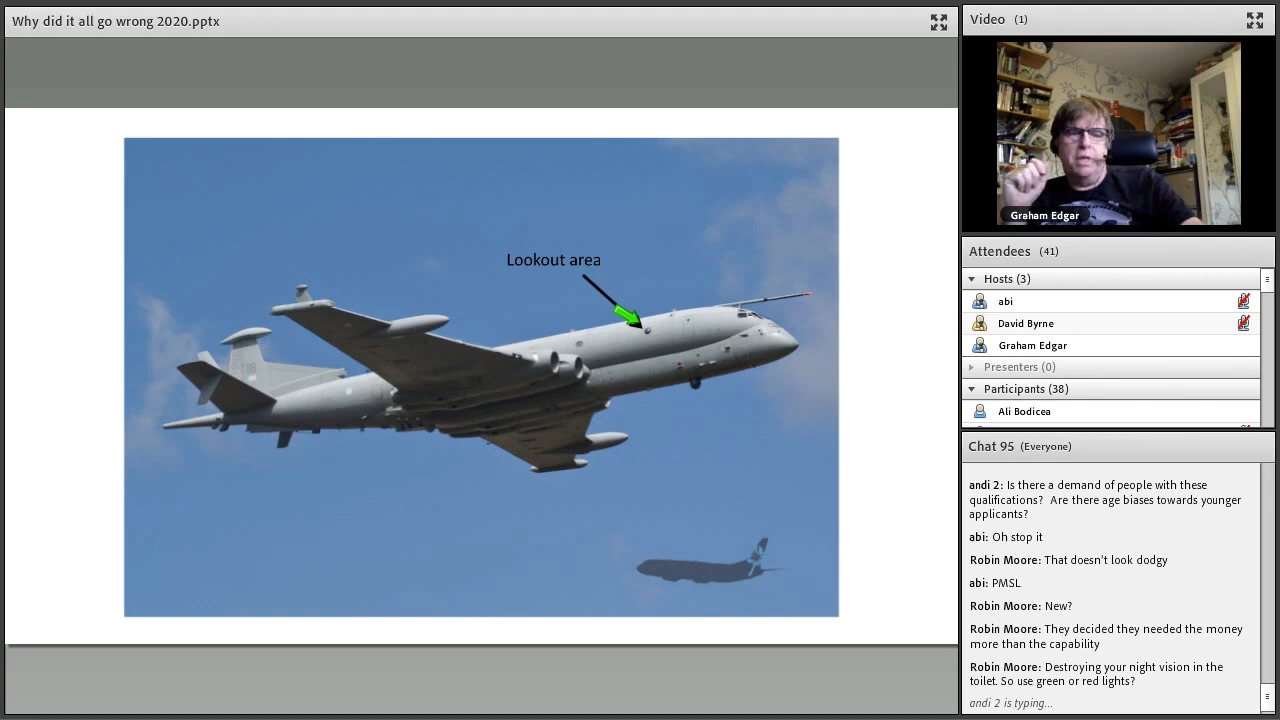 Why did it all go wrong 2020.pptx
Lookout area
Video (1)
Graham Edgar
Attendees (41)
Hosts (3)
abi
David Byrne
Graham Edgar
Presenters (0)
Participants (38)
Ali Bodicea
Chat 95 (Everyone)
andi 2: Is there a demand of people with these
qualifications? Are there age biases towards younger
applicants?
abi: Oh stop it
Robin Moore: That doesn't look dodgy
abi: PMSL
Robin Moore: New?
Robin Moore: They decided they needed the money
more than the capability
Robin Moore: Destroying your night vision in the
toilet. So use green or red lights?
andi 2 is typing...